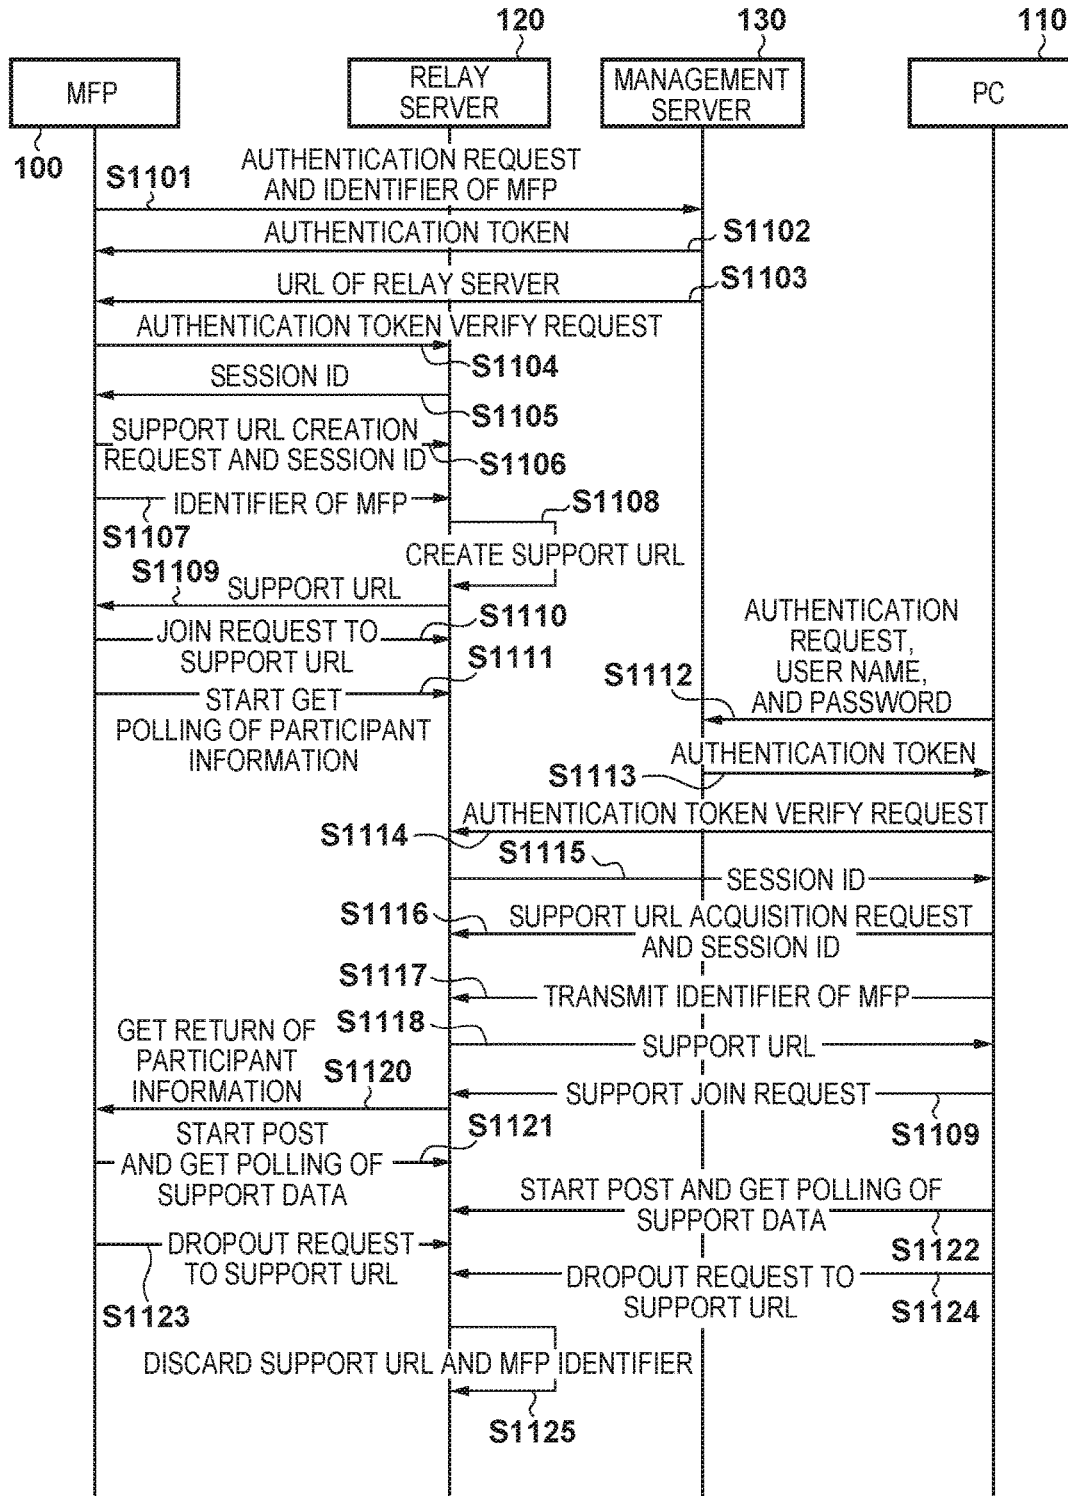 120
130
110
MFP
RELAY
SERVER
MANAGEMENT
SERVER
PC
100
S1101
AUTHENTICATION REQUEST
AND IDENTIFIER OF MFP
AUTHENTICATION TOKEN
S1102
URL OF RELAY SERVER
S1103
AUTHENTICATION TOKEN VERIFY REQUEST
S1104
SESSION ID
S1105
SUPPORT URL CREATION
REQUEST AND SESSION ID
S1106
IDENTIFIER OF MFP
S1107
S1108
CREATE SUPPORT URL
S1109
SUPPORT URL
JOIN REQUEST TO
SUPPORT URL
S1110
S1111
START GET
POLLING OF PARTICIPANT
INFORMATION
AUTHENTICATION
REQUEST,
USER NAME,
AND PASSWORD
S1112
AUTHENTICATION TOKEN
S1113
AUTHENTICATION TOKEN VERIFY REQUEST
S1114
S1115
SESSION ID
S1116
SUPPORT URL ACQUISITION REQUEST
AND SESSION ID
S1117
TRANSMIT IDENTIFIER OF MFP
S1118
SUPPORT URL
GET RETURN OF
PARTICIPANT
INFORMATION
S1120
SUPPORT JOIN REQUEST
S1109
START POST
AND GET POLLING OF
SUPPORT DATA
S1121
START POST AND GET POLLING OF
SUPPORT DATA
S1122
DROPOUT REQUEST
TO SUPPORT URL
S1123
DROPOUT REQUEST TO
SUPPORT URL
S1124
DISCARD SUPPORT URL AND MFP IDENTIFIER
S1125